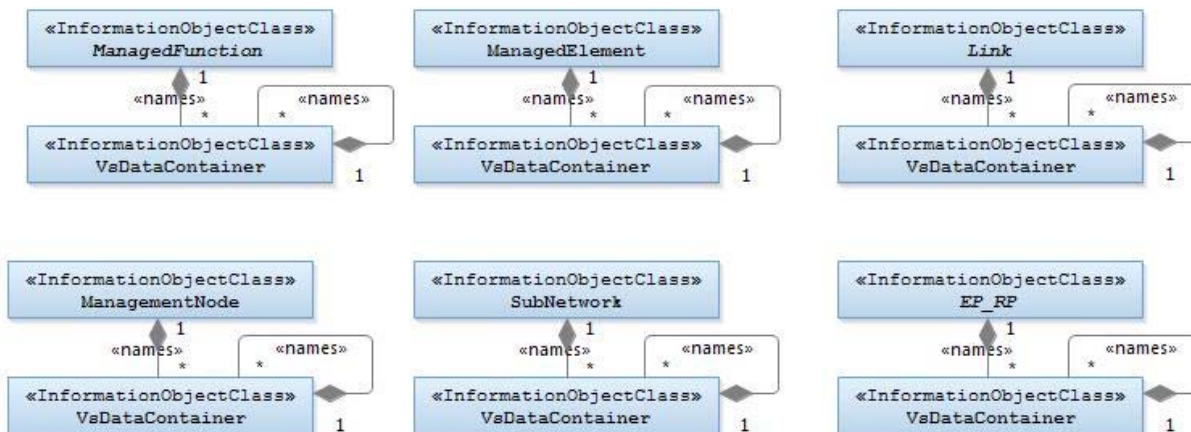 «InformationObjectClass»
ManagedFunction
1
«names»
*
«names»
*
«InformationObjectClass»
VsDataContainer
1
«InformationObjectClass»
ManagedElement
1
«names»
*
«names»
*
«InformationObjectClass»
VsDataContainer
1
«InformationObjectClass»
Link
1
«names»
*
«names»
*
«InformationObjectClass»
VsDataContainer
1
«InformationObjectClass»
ManagementNode
1
«names»
*
«names»
*
«InformationObjectClass»
VsDataContainer
1
«InformationObjectClass»
SubNetwork
1
«names»
*
«names»
*
«InformationObjectClass»
VsDataContainer
1
«InformationObjectClass»
EP_RP
1
«names»
*
«names»
*
«InformationObjectClass»
VsDataContainer
1